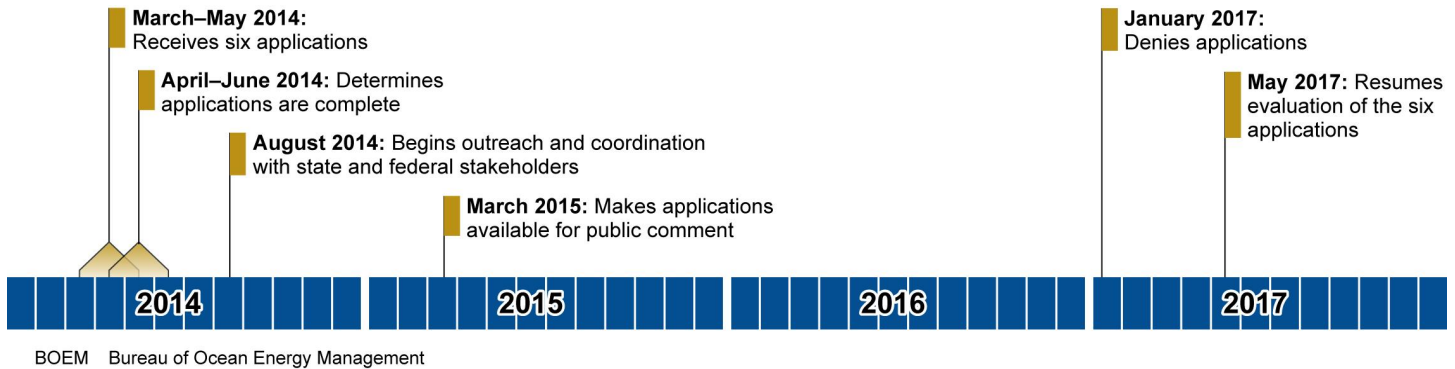 March–May 2014:
Receives six applications
April–June 2014: Determines
applications are complete
August 2014: Begins outreach and coordination
with state and federal stakeholders
March 2015: Makes applications
available for public comment
January 2017:
Denies applications
May 2017: Resumes
evaluation of the six
applications
2014
2015
2016
2017
BOEM Bureau of Ocean Energy Management